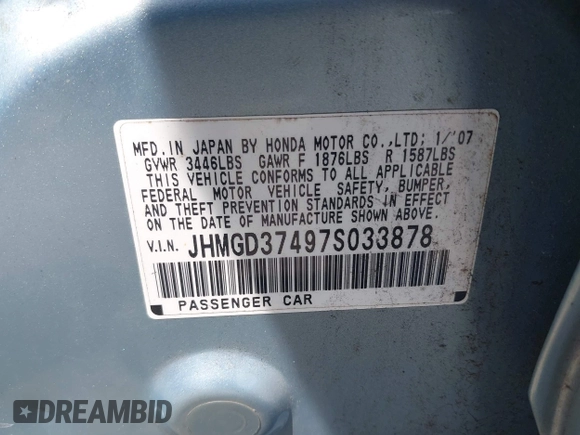 MFD. IN JAPAN BY HONDA MOTOR CO.,LTD; 1/'07
GVWR 3446LBS GAWR F 1876LBS R 1587LBS
THIS VEHICLE CONFORMS TO ALL APPLICABLE
FEDERAL MOTOR VEHICLE SAFETY, BUMPER,
AND THEFT PREVENTION STANDARDS IN EFFECT
ON THE DATE OF MANUFACTURE SHOWN ABOVE.
V.I.N. JHMGD37497S033878
PASSENGER CAR
DREAMBID